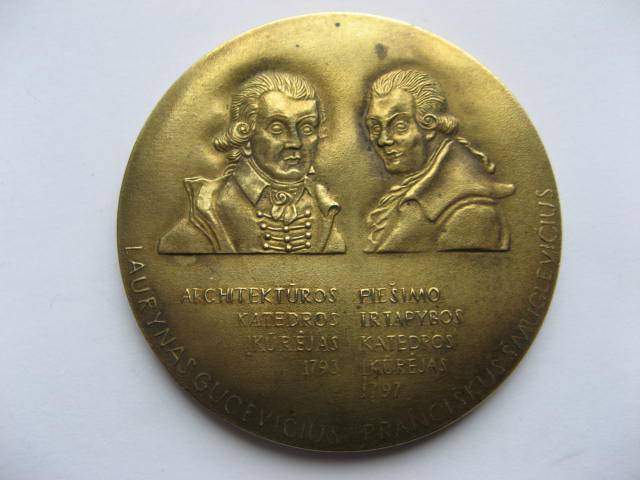 ARCHITEKTŪROS
KATEDROS
ĮKŪRĖJAS
1793
PIEŠIMO
IR TAPYBOS
KATEDROS
ĮKŪRĖJAS
1797
LAURYNAS GUCEVIČIUS PRANCIŠKUS SMUGLEVIČIUS